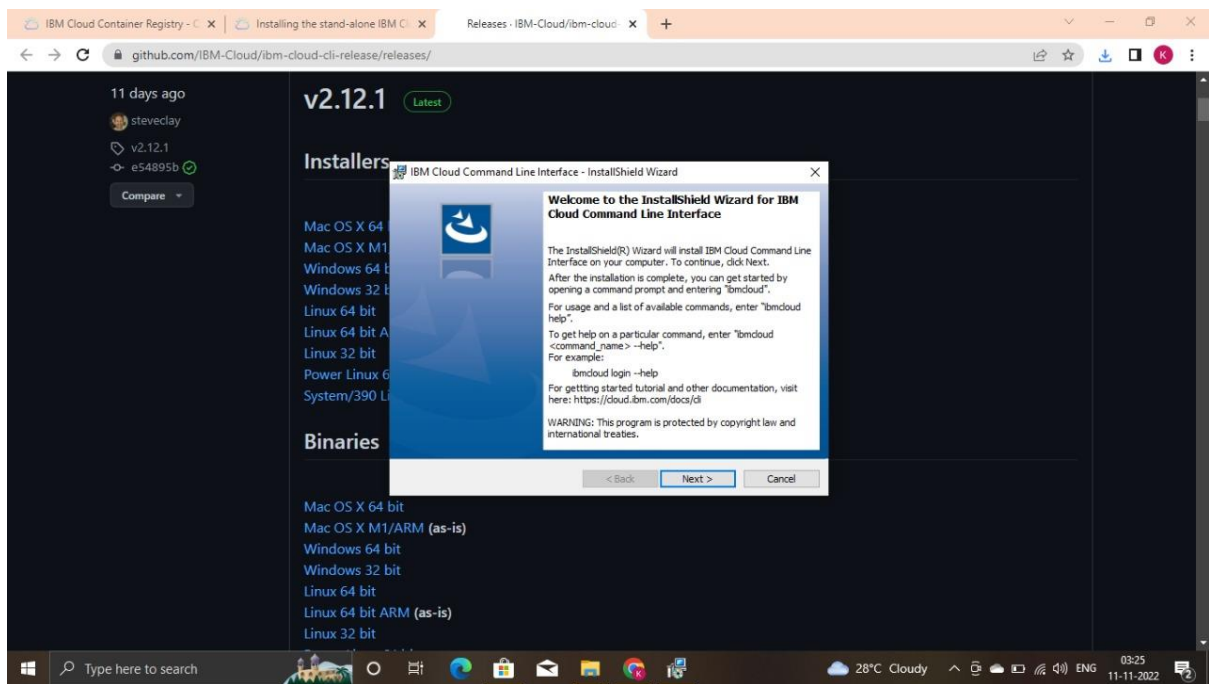 IBM Cloud Container Registry - C
Installing the stand-alone IBM Cl
Releases · IBM-Cloud/ibm-cloud-
github.com/IBM-Cloud/ibm-cloud-cli-release/releases/
K
11 days ago
steveclay
v2.12.1
e54895b
Compare
v2.12.1 Latest
Installers
Mac OS X 64
Mac OS X M1
Windows 64 b
Windows 32 b
Linux 64 bit
Linux 64 bit A
Linux 32 bit
Power Linux 6
System/390 Li
Binaries
Mac OS X 64 bit
Mac OS X M1/ARM (as-is)
Windows 64 bit
Windows 32 bit
Linux 64 bit
Linux 64 bit ARM (as-is)
Linux 32 bit
IBM Cloud Command Line Interface - InstallShield Wizard
Welcome to the InstallShield Wizard for IBM
Cloud Command Line Interface
The InstallShield(R) Wizard will install IBM Cloud Command Line
Interface on your computer. To continue, click Next.
After the installation is complete, you can get started by
opening a command prompt and entering "ibmcloud".
For usage and a list of available commands, enter "ibmcloud
help".
To get help on a particular command, enter "ibmcloud
<command_name> --help".
For example:
ibmcloud login --help
For gettting started tutorial and other documentation, visit
here: https://cloud.ibm.com/docs/cli
WARNING: This program is protected by copyright law and
international treaties.
< Back
Next >
Cancel
Type here to search
28°C Cloudy
ENG
03:25
11-11-2022
2